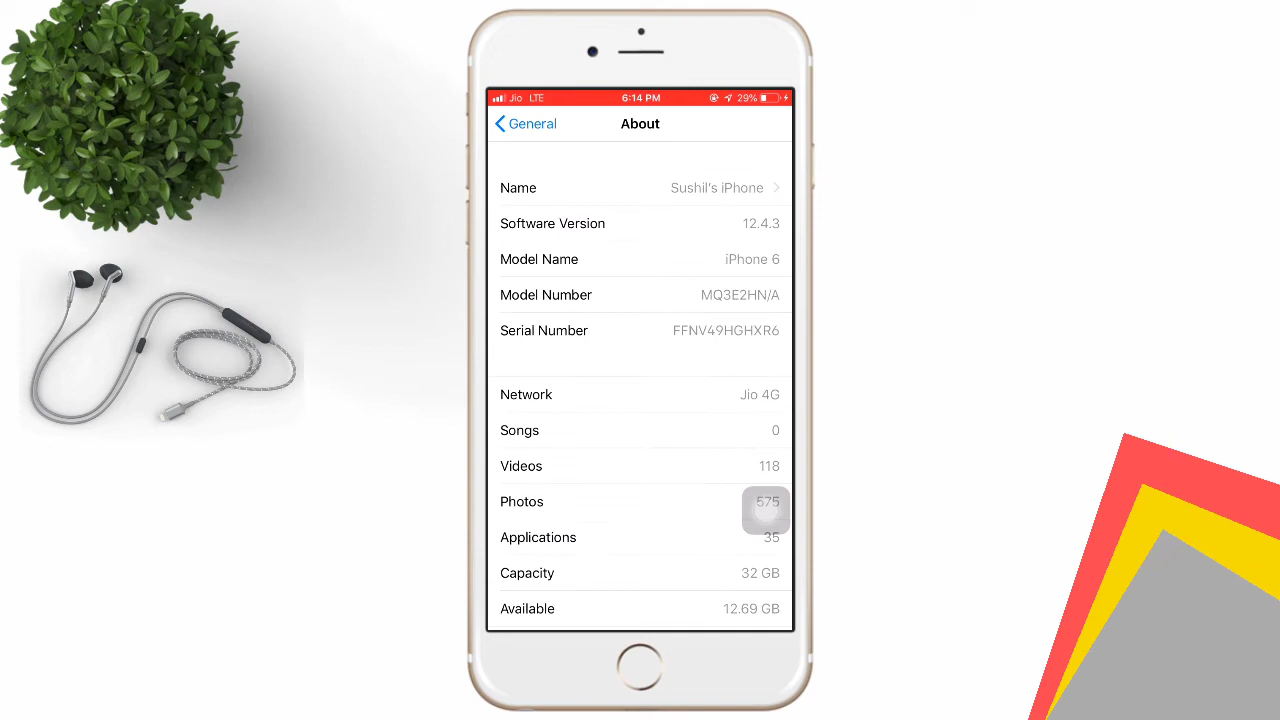 Jio LTE 6:14 PM 29%
General About
Name Sushil's iPhone
Software Version 12.4.3
Model Name iPhone 6
Model Number MQ3E2HN/A
Serial Number FFNV49HGHXR6
Network Jio 4G
Songs 0
Videos 118
Photos 575
Applications 35
Capacity 32 GB
Available 12.69 GB